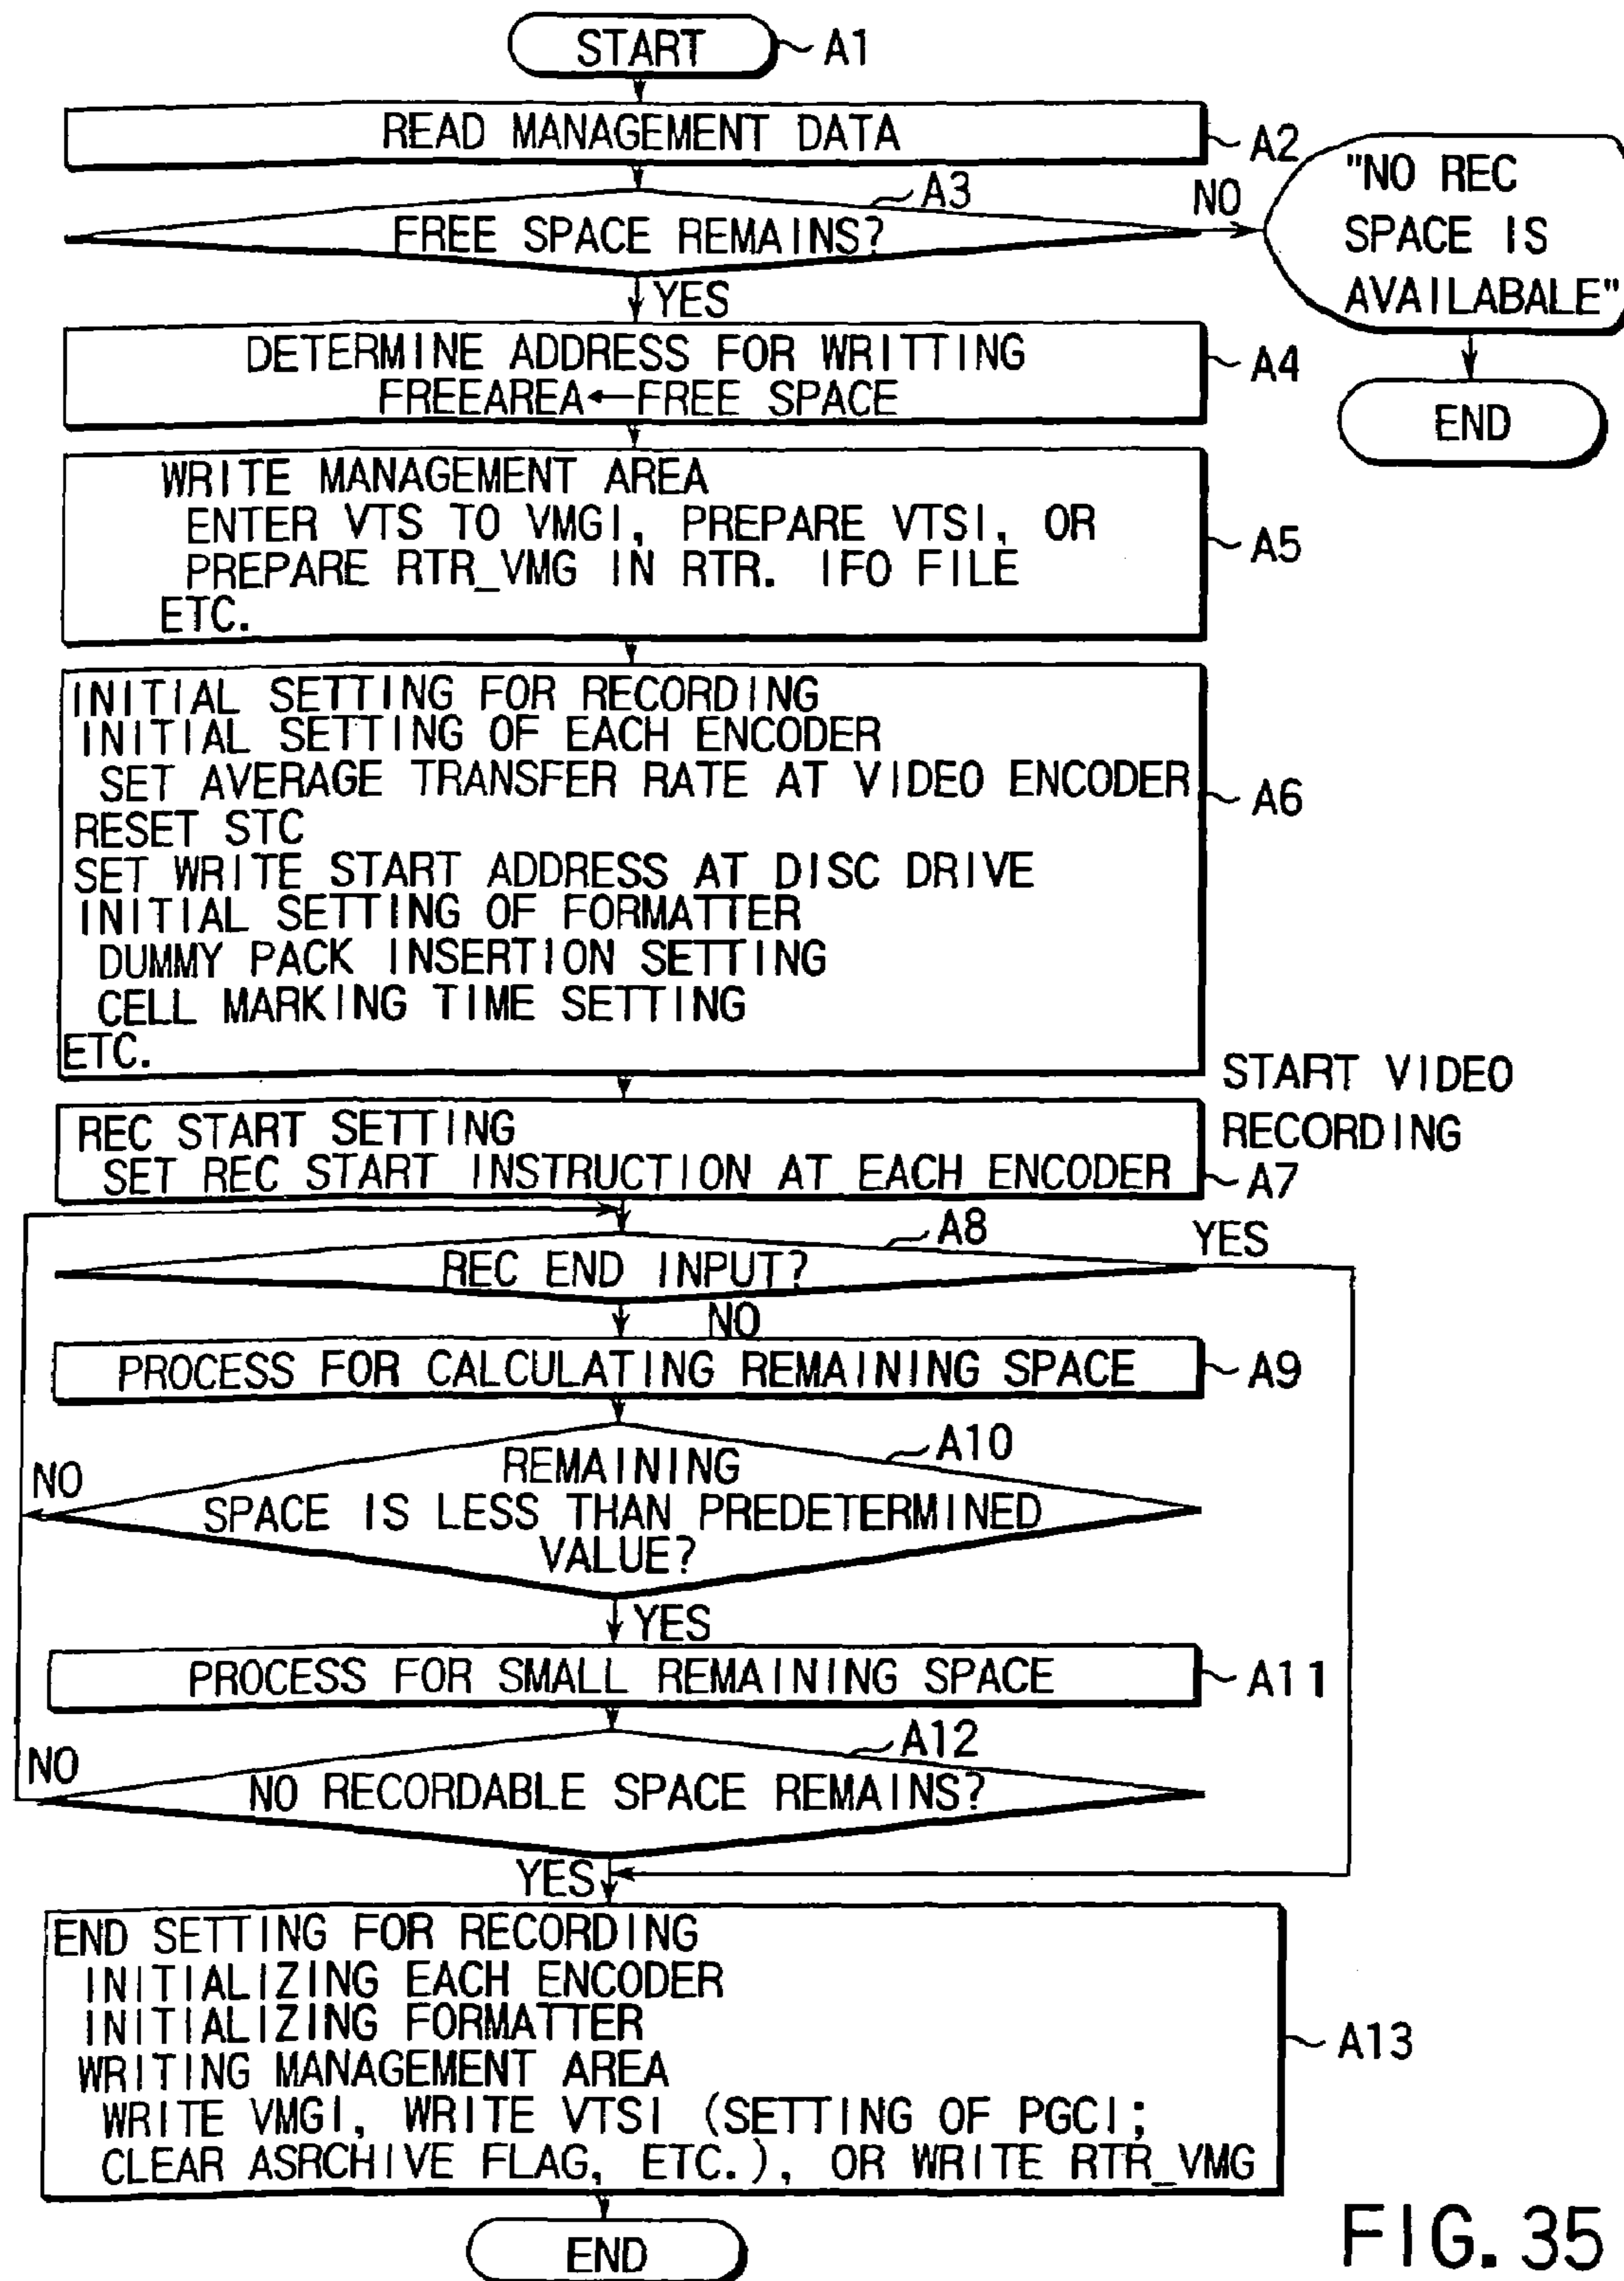 START A1
READ MANAGEMENT DATA A2
"NO REC
SPACE IS
AVAILABALE"
END
A3
FREE SPACE REMAINS? NO
YES
DETERMINE ADDRESS FOR WRITTING
FREEAREA←FREE SPACE
A4
WRITE MANAGEMENT AREA
ENTER VTS TO VMGI, PREPARE VTSI, OR
PREPARE RTR_VMG IN RTR. IFO FILE
ETC.
A5
INITIAL SETTING FOR RECORDING
INITIAL SETTING OF EACH ENCODER
SET AVERAGE TRANSFER RATE AT VIDEO ENCODER
RESET STC
SET WRITE START ADDRESS AT DISC DRIVE
INITIAL SETTING OF FORMATTER
DUMMY PACK INSERTION SETTING
CELL MARKING TIME SETTING
ETC.
A6
START VIDEO
RECORDING
REC START SETTING
SET REC START INSTRUCTION AT EACH ENCODER
A7
A8
REC END INPUT? YES
NO
PROCESS FOR CALCULATING REMAINING SPACE A9
A10
REMAINING
SPACE IS LESS THAN PREDETERMINED
VALUE?
NO
YES
PROCESS FOR SMALL REMAINING SPACE A11
A12
NO RECORDABLE SPACE REMAINS?
NO
YES
END SETTING FOR RECORDING
INITIALIZING EACH ENCODER
INITIALIZING FORMATTER
WRITING MANAGEMENT AREA
WRITE VMGI, WRITE VTSI (SETTING OF PGCI;
CLEAR ASRCHIVE FLAG, ETC.), OR WRITE RTR_VMG
A13
END
FIG. 35